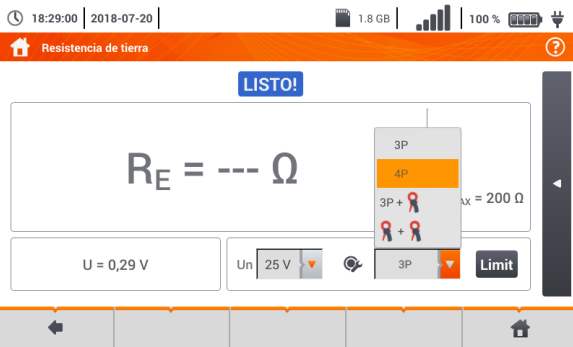 18:29:00 2018-07-20 1.8 GB 100 %
Resistencia de tierra ?
LISTO!
3P
4P
RE = --- Ω
3P +
= 200 Ω
+
U = 0,29 V Un 25 V 3P Limit